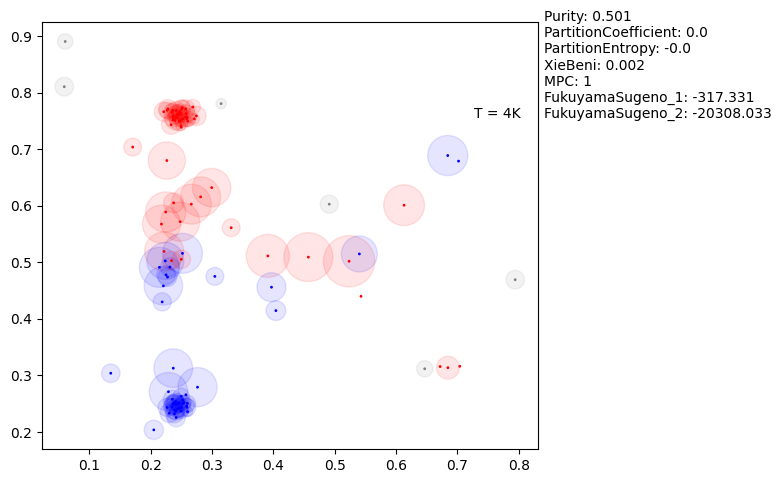 Purity: 0.501
PartitionCoefficient: 0.0
PartitionEntropy: -0.0
XieBeni: 0.002
MPC: 1
FukuyamaSugeno_1: -317.331
FukuyamaSugeno_2: -20308.033
T = 4K
0.9
0.8
0.7
0.6
0.5
0.4
0.3
0.2
0.1 0.2 0.3 0.4 0.5 0.6 0.7 0.8